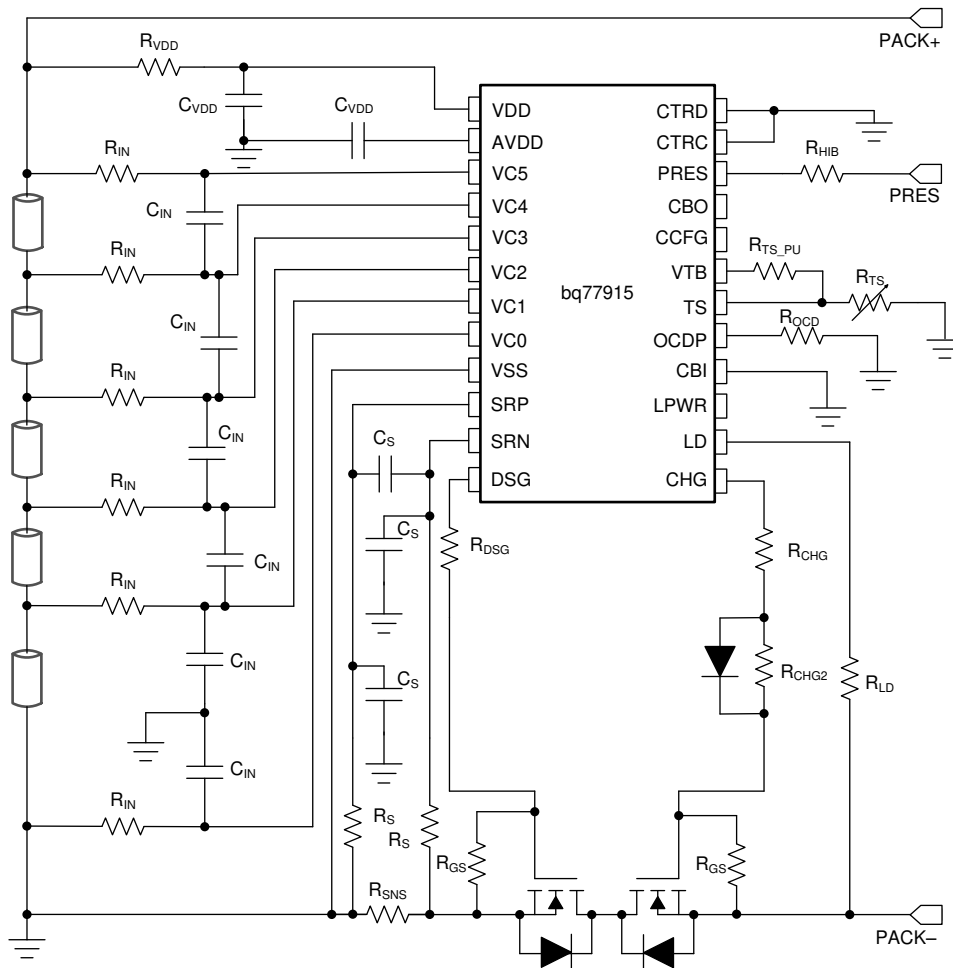 PACK+
RVDD
CVDD
CVDD
VDD
CTRD
AVDD
CTRC
RIN
VC5
PRES
RHIB
PRES
CIN
VC4
CBO
VC3
CCFG
RIN
VC2
VTB
RTS_PU
RTS
bq77915
VC1
TS
CIN
VC0
OCDP
ROCD
RIN
VSS
CBI
SRP
LPWR
CIN
CS
SRN
LD
DSG
CHG
RIN
CS
RDSG
RCHG
CIN
RIN
CIN
CS
RCHG2
RLD
CIN
RIN
RS
RS
RGS
RGS
RSNS
PACK–